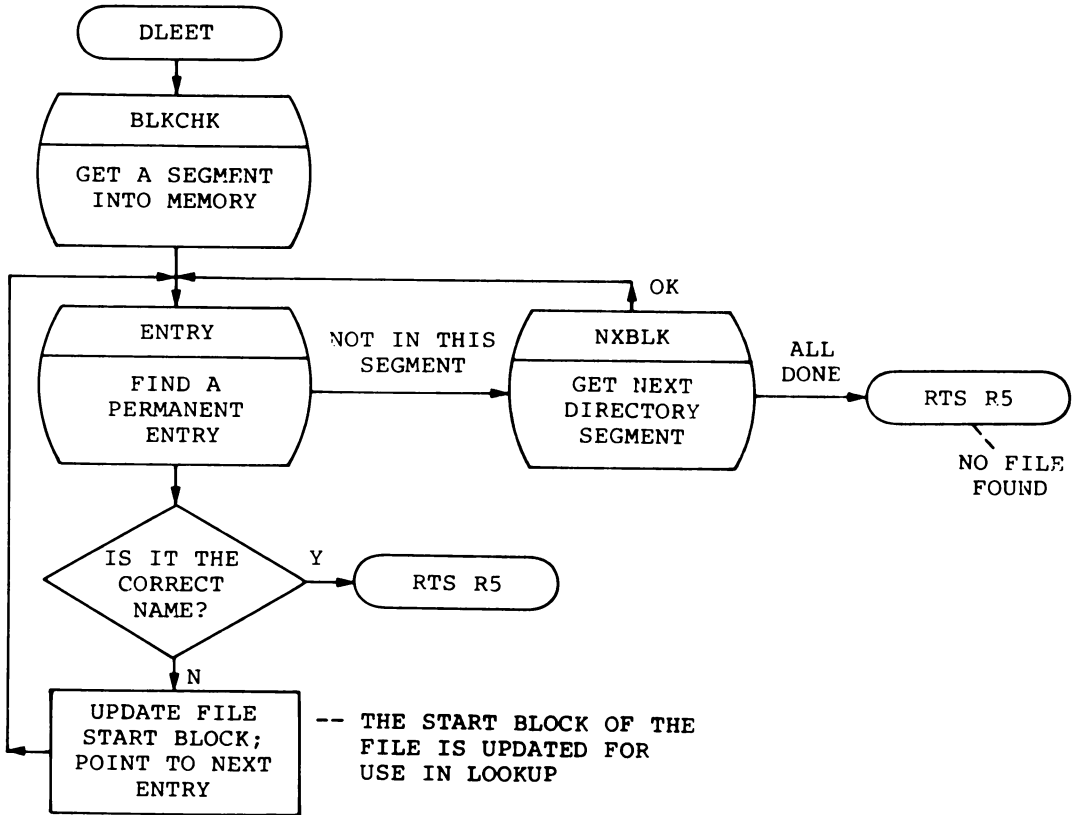 DLEET
BLKCHK
GET A SEGMENT
INTO MEMORY
OK
ENTRY
FIND A
PERMANENT
ENTRY
NOT IN THIS
SEGMENT
NXBLK
GET NEXT
DIRECTORY
SEGMENT
ALL
DONE
RTS R5
NO FILE
FOUND
IS IT THE
CORRECT
NAME?
Y
RTS R5
N
UPDATE FILE
START BLOCK;
POINT TO NEXT
ENTRY
-- THE START BLOCK OF THE
FILE IS UPDATED FOR
USE IN LOOKUP